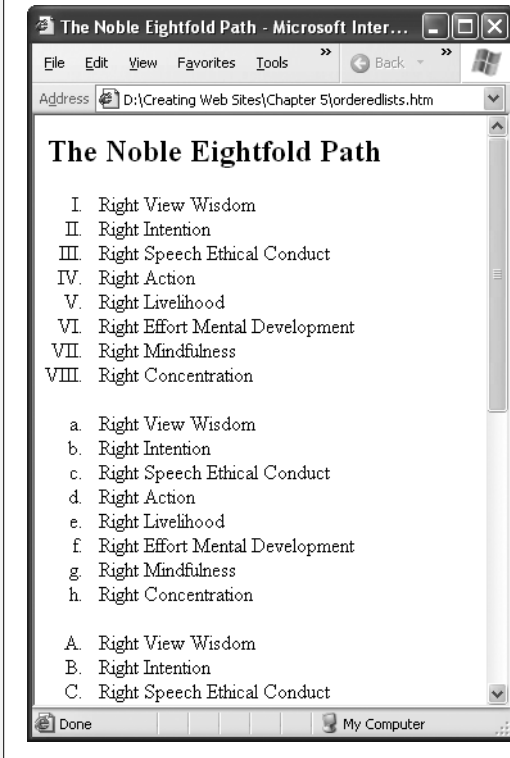 The Noble Eightfold Path - Microsoft Inter...
File Edit View Favorites Tools » Back »
Address D:\Creating Web Sites\Chapter 5\orderedlists.htm
The Noble Eightfold Path
I. Right View Wisdom
II. Right Intention
III. Right Speech Ethical Conduct
IV. Right Action
V. Right Livelihood
VI. Right Effort Mental Development
VII. Right Mindfulness
VIII. Right Concentration
a. Right View Wisdom
b. Right Intention
c. Right Speech Ethical Conduct
d. Right Action
e. Right Livelihood
f. Right Effort Mental Development
g. Right Mindfulness
h. Right Concentration
A. Right View Wisdom
B. Right Intention
C. Right Speech Ethical Conduct
Done My Computer